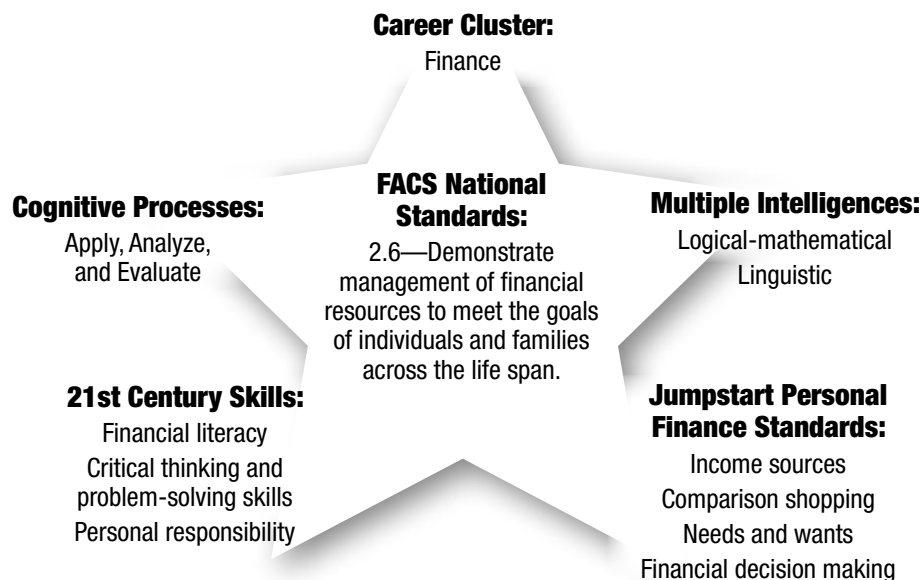 Career Cluster:
Finance
Cognitive Processes:
Apply, Analyze,
and Evaluate
FACS National
Standards:
2.6—Demonstrate
management of financial
resources to meet the goals
of individuals and families
across the life span.
Multiple Intelligences:
Logical-mathematical
Linguistic
21st Century Skills:
Financial literacy
Critical thinking and
problem-solving skills
Personal responsibility
Jumpstart Personal
Finance Standards:
Income sources
Comparison shopping
Needs and wants
Financial decision making